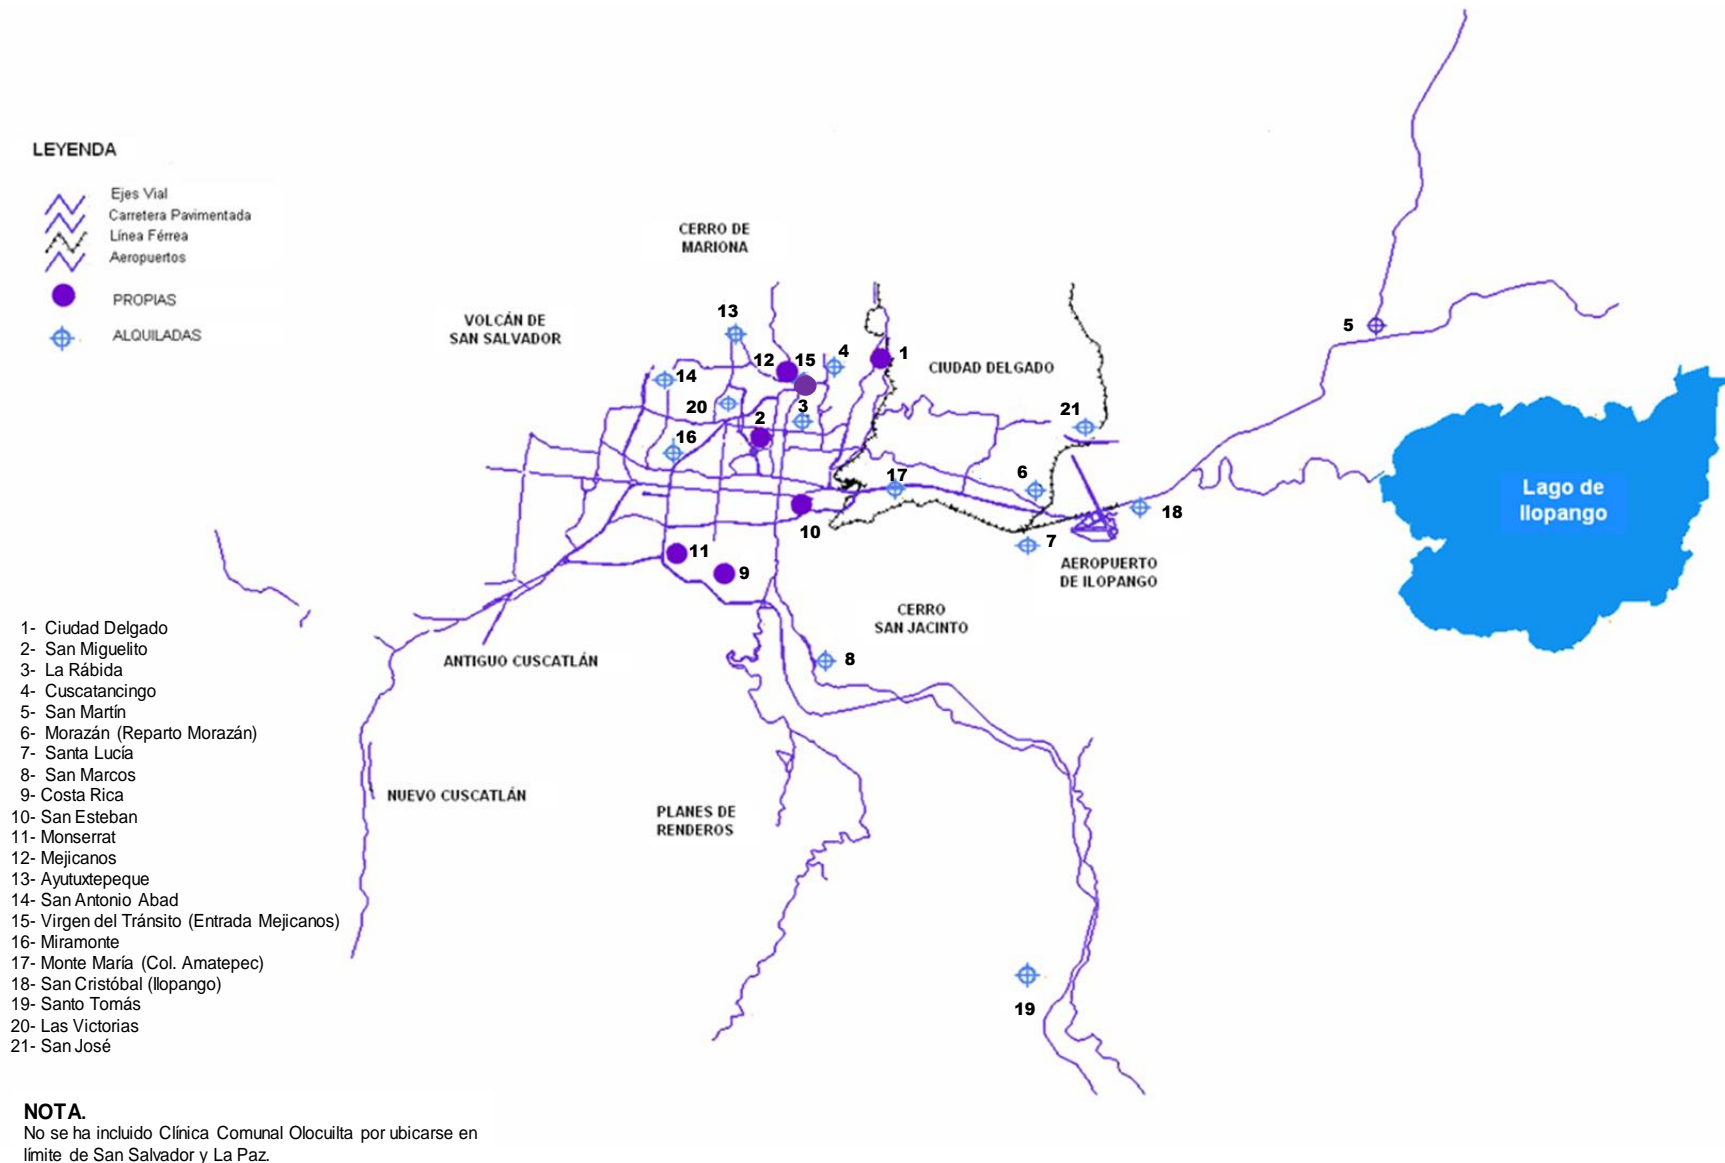 LEYENDA
Ejes Vial
Carretera Pavimentada
Línea Férrea
Aeropuertos
PROPIAS
ALQUILADAS
CERRO DE
MARIONA
VOLCÁN DE
SAN SALVADOR
13
12
15
4
1
CIUDAD DELGADO
5
14
20
3
2
21
16
17
6
18
10
7
11
9
AEROPUERTO
DE ILOPANGO
Lago de
Ilopango
CERRO
SAN JACINTO
ANTIGUO CUSCATLÁN
8
NUEVO CUSCATLÁN
PLANES DE
RENDEROS
19
1- Ciudad Delgado
2- San Miguelito
3- La Rábida
4- Cuscatancingo
5- San Martín
6- Morazán (Reparto Morazán)
7- Santa Lucía
8- San Marcos
9- Costa Rica
10- San Esteban
11- Monserrat
12- Mejicanos
13- Ayutuxtepeque
14- San Antonio Abad
15- Virgen del Tránsito (Entrada Mejicanos)
16- Miramonte
17- Monte María (Col. Amatepec)
18- San Cristóbal (Ilopango)
19- Santo Tomás
20- Las Victorias
21- San José
NOTA.
No se ha incluido Clínica Comunal Olocuilta por ubicarse en
límite de San Salvador y La Paz.